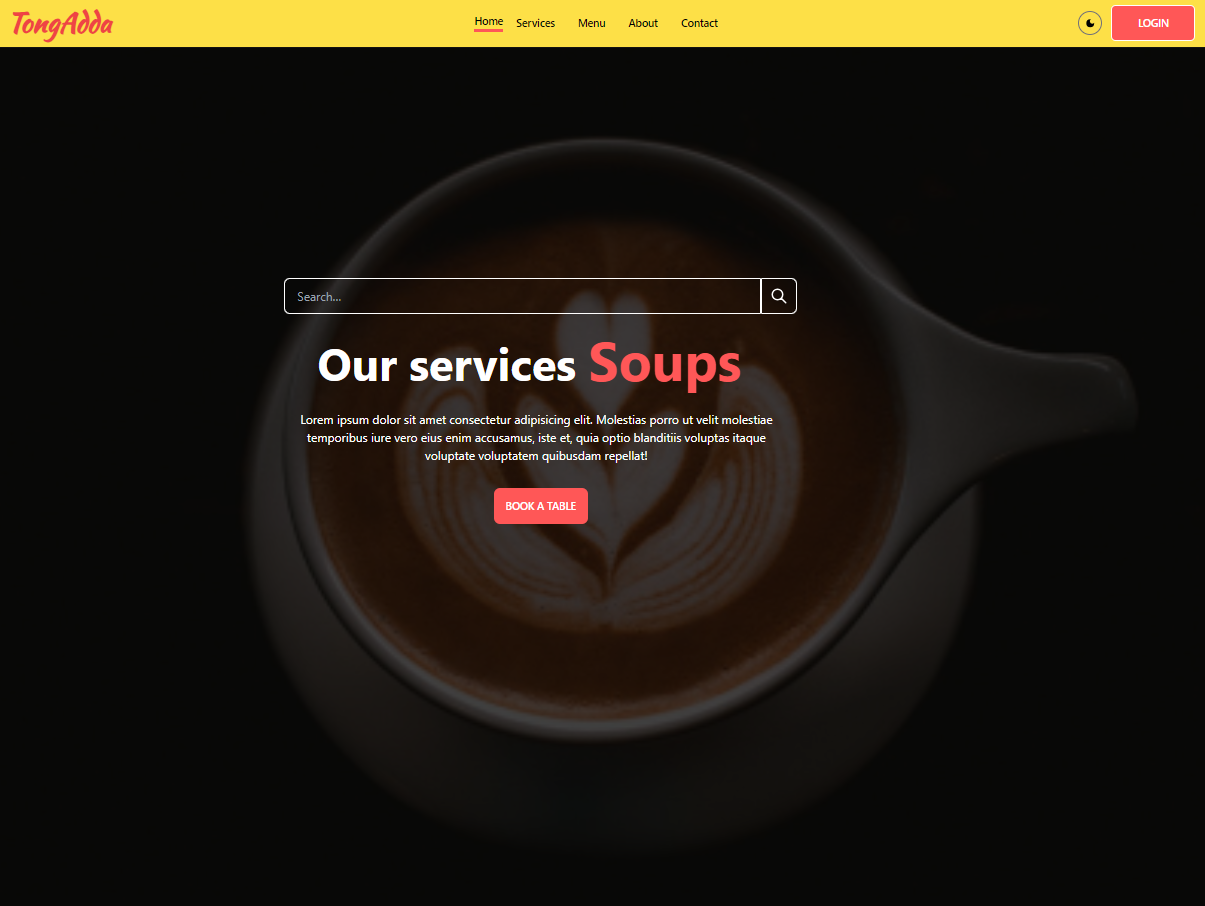 TongAdda
Home Services Menu About Contact
LOGIN
Search...
Our services Soups
Lorem ipsum dolor sit amet consectetur adipisicing elit. Molestias porro ut velit molestiae
temporibus iure vero eius enim accusamus, iste et, quia optio blanditiis voluptas itaque
voluptate voluptatem quibusdam repellat!
BOOK A TABLE